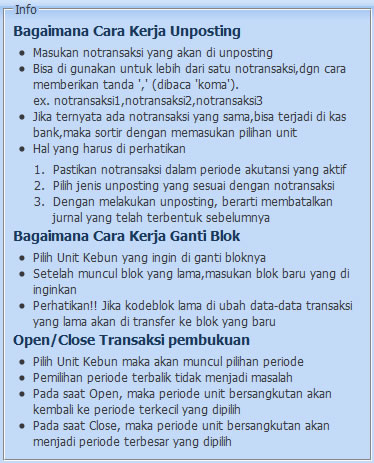 Info
Bagaimana Cara Kerja Unposting
Masukan notransaksi yang akan di unposting
Bisa di gunakan untuk lebih dari satu notransaksi,dgn cara
memberikan tanda ',' (dibaca 'koma').
ex. notransaksi1,notransaksi2,notransaksi3
Jika ternyata ada notransaksi yang sama,bisa terjadi di kas
bank,maka sortir dengan memasukan pilihan unit
Hal yang harus di perhatikan
1. Pastikan notransaksi dalam periode akutansi yang aktif
2. Pilih jenis unposting yang sesuai dengan notransaksi
3. Dengan melakukan unposting, berarti membatalkan
jurnal yang telah terbentuk sebelumnya
Bagaimana Cara Kerja Ganti Blok
Pilih Unit Kebun yang ingin di ganti bloknya
Setelah muncul blok yang lama,masukan blok baru yang di
inginkan
Perhatikan!! Jika kodeblok lama di ubah data-data transaksi
yang lama akan di transfer ke blok yang baru
Open/Close Transaksi pembukuan
Pilih Unit Kebun maka akan muncul pilihan periode
Pemilihan periode terbalik tidak menjadi masalah
Pada saat Open, maka periode unit bersangkutan akan
kembali ke periode terkecil yang dipilih
Pada saat Close, maka periode unit bersangkutan akan
menjadi periode terbesar yang dipilih